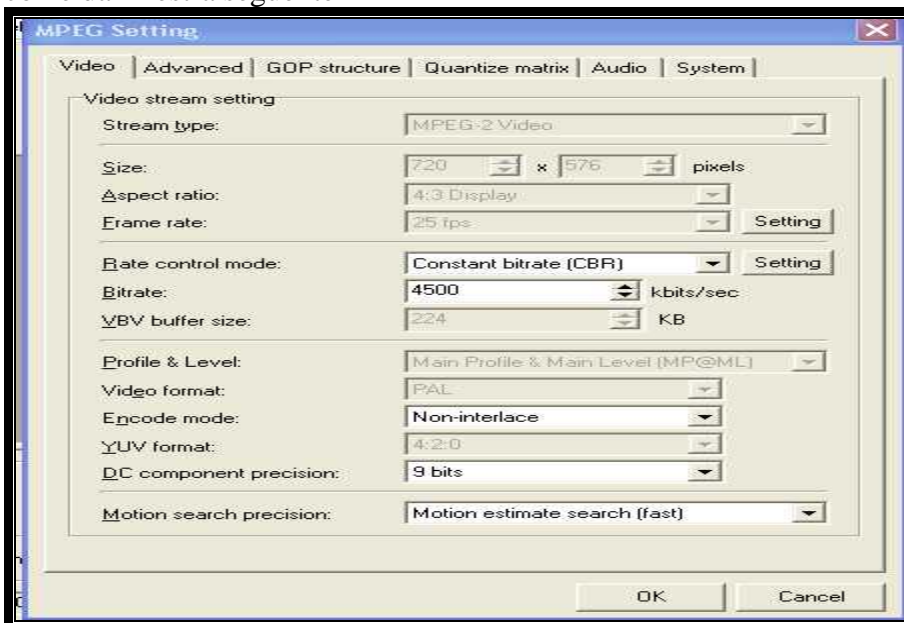 MPEG Setting
Video Advanced GOP structure Quantize matrix Audio System
Video stream setting
Stream type: MPEG-2 Video
Size: 720 x 576 pixels
Aspect ratio: 4:3 Display
Frame rate: 25 fps Setting
Rate control mode: Constant bitrate (CBR) Setting
Bitrate: 4500 kbits/sec
VBV buffer size: 224 KB
Profile & Level: Main Profile & Main Level (MP@ML)
Video format: PAL
Encode mode: Non-interlace
YUV format: 4:2:0
DC component precision: 9 bits
Motion search precision: Motion estimate search (fast)
OK Cancel